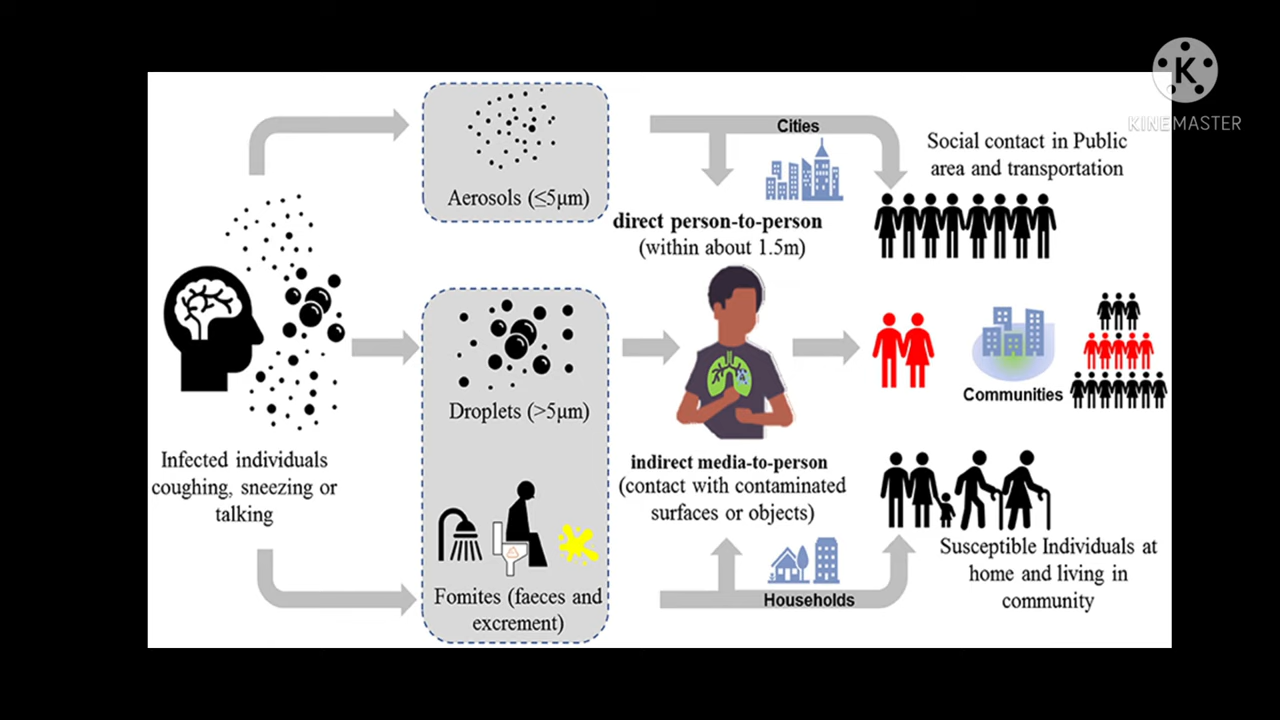 K
KINEMASTER
Cities
Social contact in Public
area and transportation
Aerosols (≤5μm)
direct person-to-person
(within about 1.5m)
Droplets (>5μm)
Communities
Infected individuals
coughing, sneezing or
talking
indirect media-to-person
(contact with contaminated
surfaces or objects)
Susceptible Individuals at
home and living in
community
Fomites (faeces and
excrement)
Households